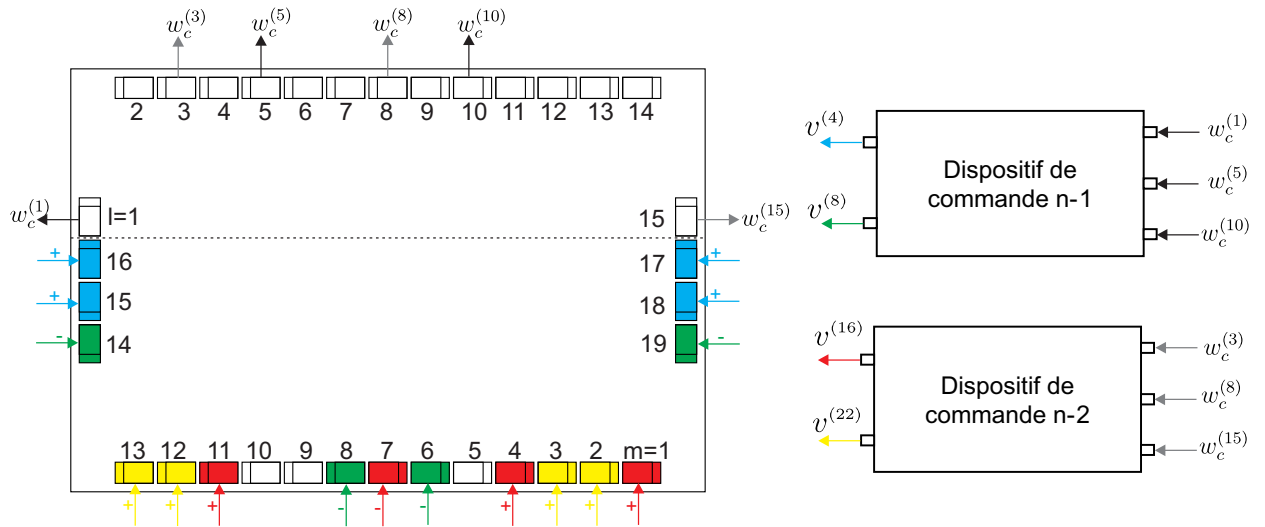 w_c^{(3)} w_c^{(5)} w_c^{(8)} w_c^{(10)}
2 3 4 5 6 7 8 9 10 11 12 13 14
w_c^{(1)} l=1 15 w_c^{(15)}
+ 16 17 +
+ 15 18 +
- 14 19 -
13 12 11 10 9 8 7 6 5 4 3 2 m=1
+ + + - - - + + + +
v^{(4)}
v^{(8)}
Dispositif de
commande n-1
w_c^{(1)}
w_c^{(5)}
w_c^{(10)}
v^{(16)}
v^{(22)}
Dispositif de
commande n-2
w_c^{(3)}
w_c^{(8)}
w_c^{(15)}